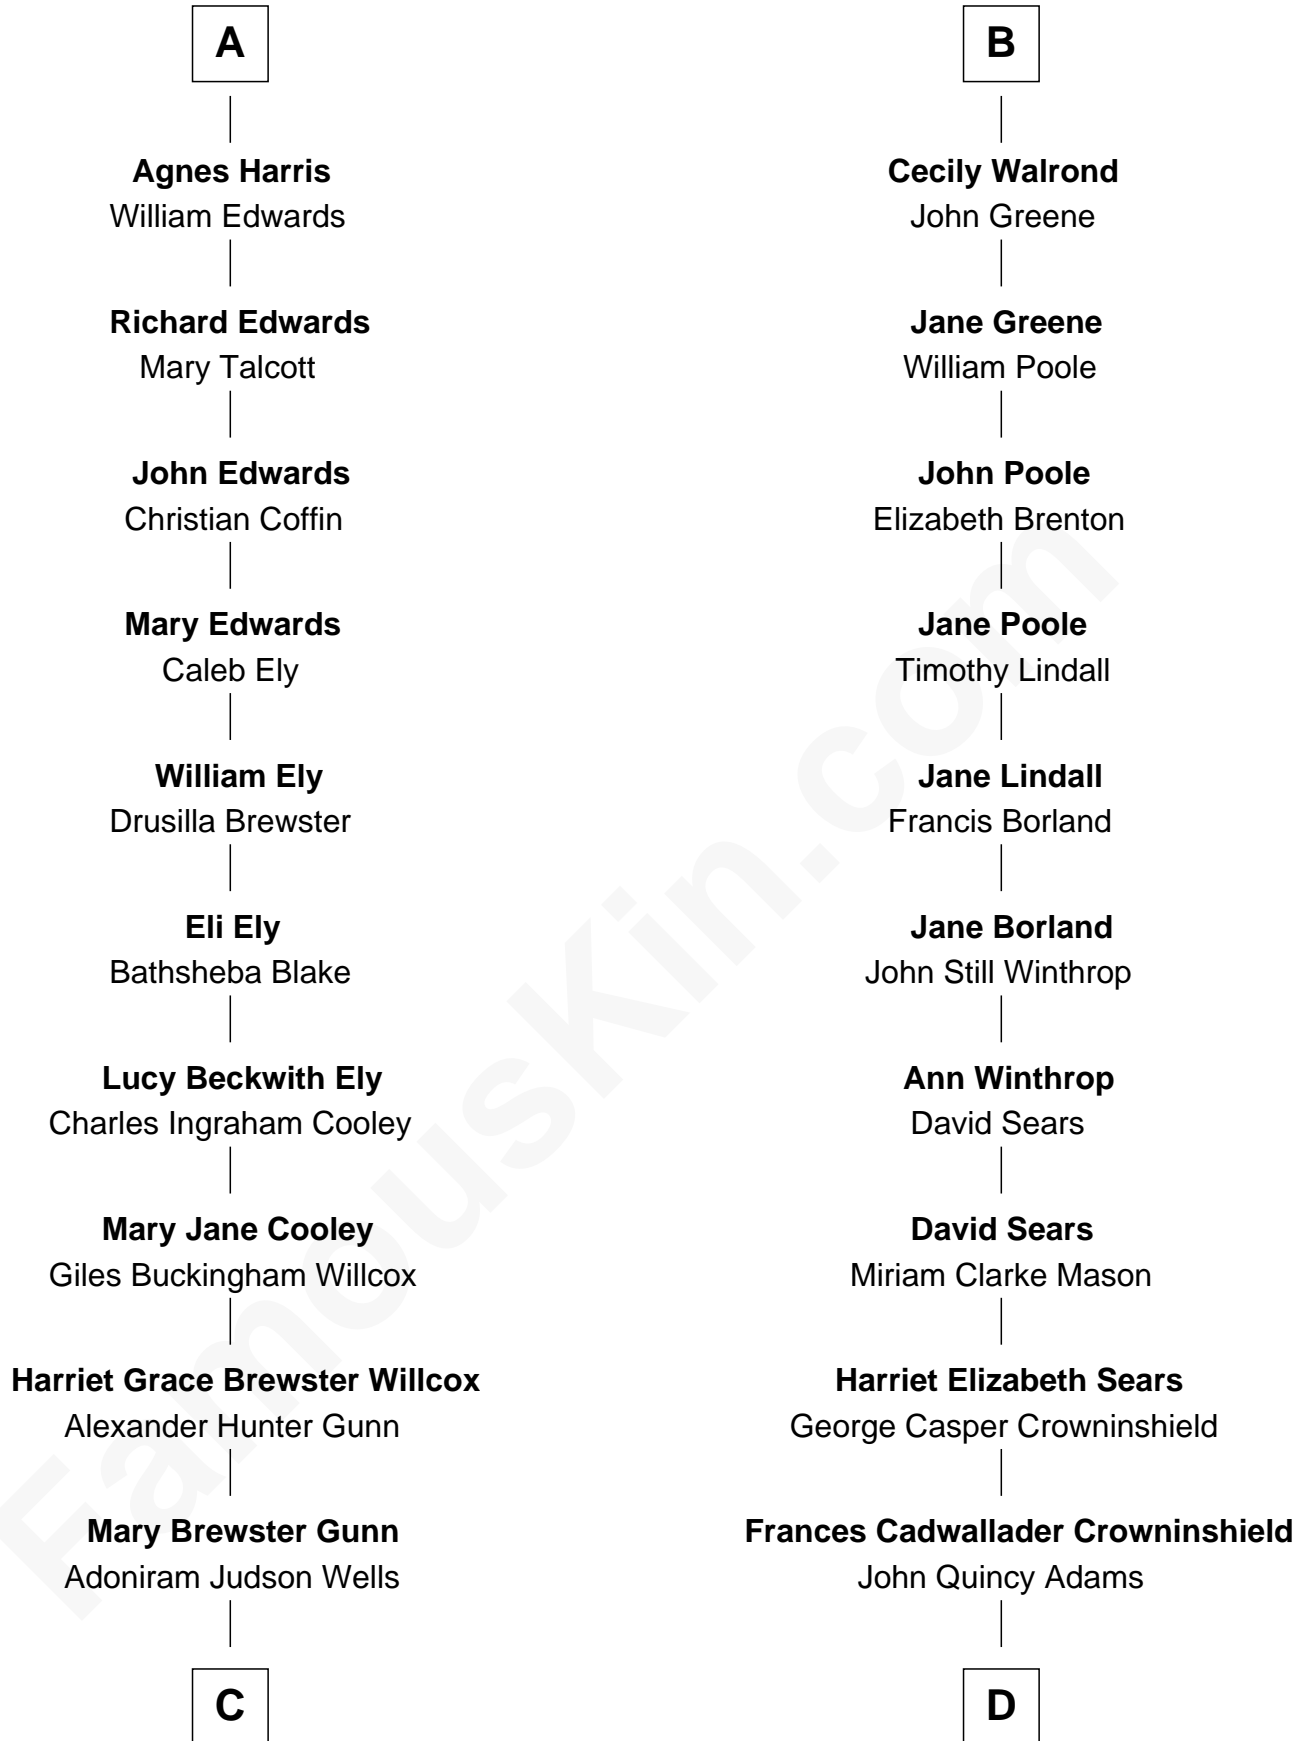 A
Agnes Harris
William Edwards
Richard Edwards
Mary Talcott
John Edwards
Christian Coffin
Mary Edwards
Caleb Ely
William Ely
Drusilla Brewster
Eli Ely
Bathsheba Blake
Lucy Beckwith Ely
Charles Ingraham Cooley
Mary Jane Cooley
Giles Buckingham Willcox
Harriet Grace Brewster Willcox
Alexander Hunter Gunn
Mary Brewster Gunn
Adoniram Judson Wells
C
B
Cecily Walrond
John Greene
Jane Greene
William Poole
John Poole
Elizabeth Brenton
Jane Poole
Timothy Lindall
Jane Lindall
Francis Borland
Jane Borland
John Still Winthrop
Ann Winthrop
David Sears
David Sears
Miriam Clarke Mason
Harriet Elizabeth Sears
George Casper Crowninshield
Frances Cadwallader Crowninshield
John Quincy Adams
D
FamousKin.com